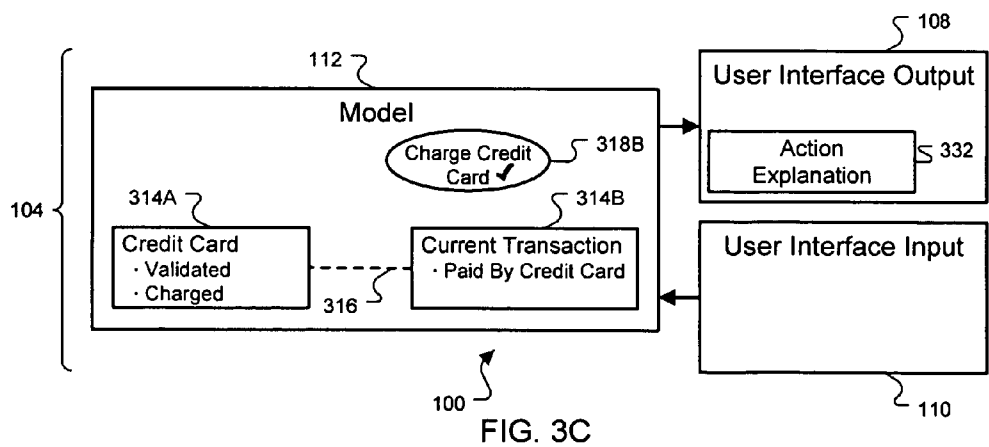 108
112
User Interface Output
Model
Charge Credit
Card
318B
Action
Explanation
332
314A
314B
104
Credit Card
· Validated
· Charged
Current Transaction
· Paid By Credit Card
User Interface Input
316
100
110
FIG. 3C